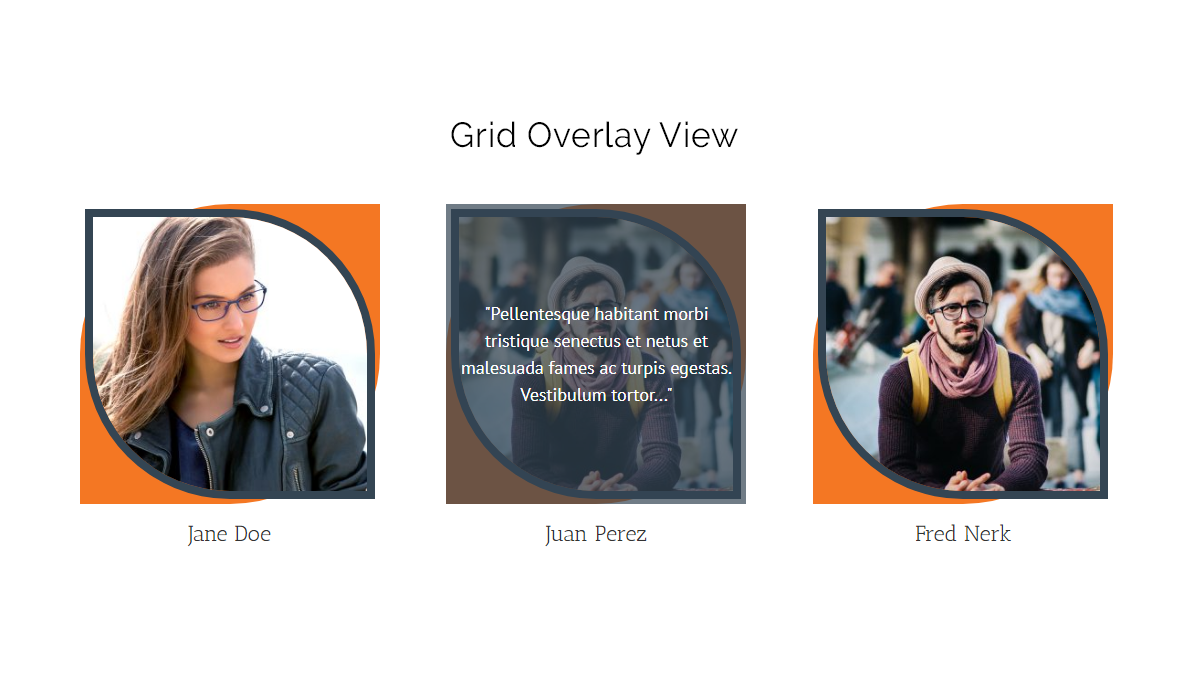 Grid Overlay View
"Pellentesque habitant morbi
tristique senectus et netus et
malesuada fames ac turpis egestas.
Vestibulum tortor..."
Jane Doe
Juan Perez
Fred Nerk